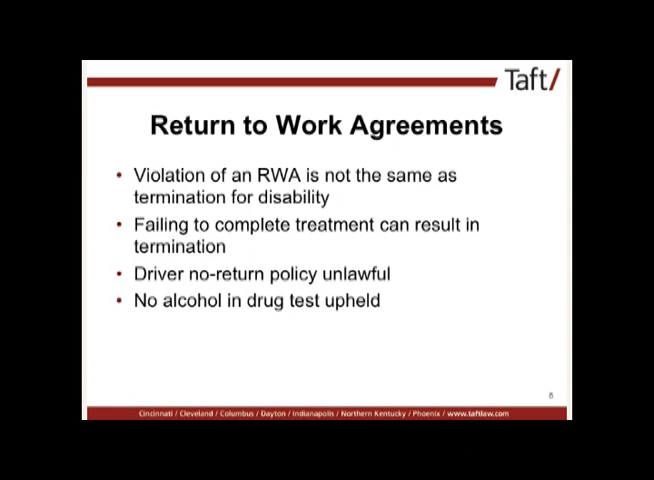 Taft/
Return to Work Agreements
• Violation of an RWA is not the same as
termination for disability
• Failing to complete treatment can result in
termination
• Driver no-return policy unlawful
• No alcohol in drug test upheld
8
Cincinnati / Cleveland / Columbus / Dayton / Indianapolis / Northern Kentucky / Phoenix / www.taftlaw.com